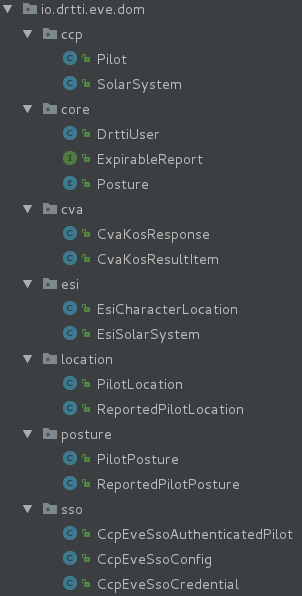 io.drtti.eve.dom
ccp
C Pilot
C SolarSystem
core
C DrttiUser
I ExpirableReport
E Posture
cva
C CvaKosResponse
C CvaKosResultItem
esi
C EsiCharacterLocation
C EsiSolarSystem
location
C PilotLocation
C ReportedPilotLocation
posture
C PilotPosture
C ReportedPilotPosture
sso
C CcpEveSsoAuthenticatedPilot
C CcpEveSsoConfig
C CcpEveSsoCredential